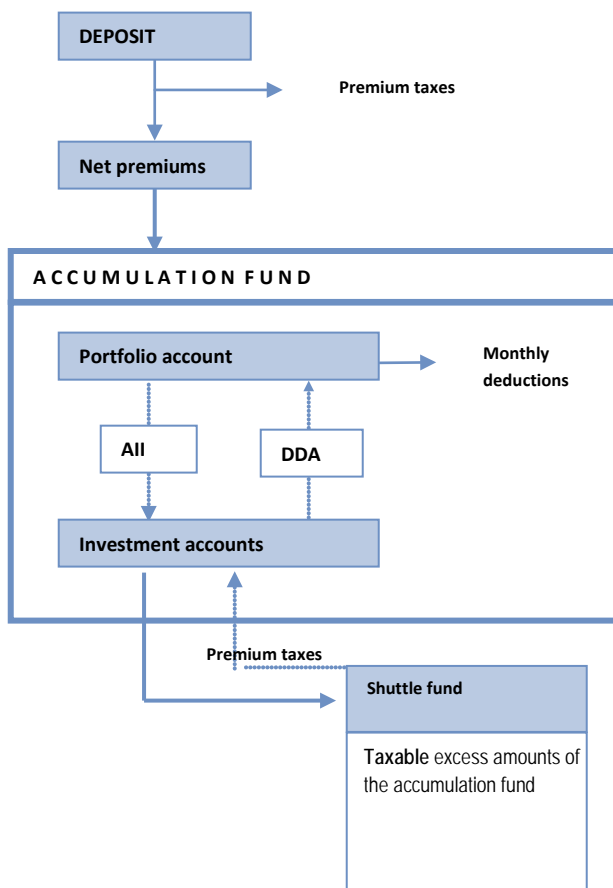 DEPOSIT
Premium taxes
Net premiums
A C C U M U L A T I O N  F U N D
Portfolio account
Monthly
deductions
AII
DDA
Investment accounts
Premium taxes
Shuttle fund
Taxable excess amounts of
the accumulation fund